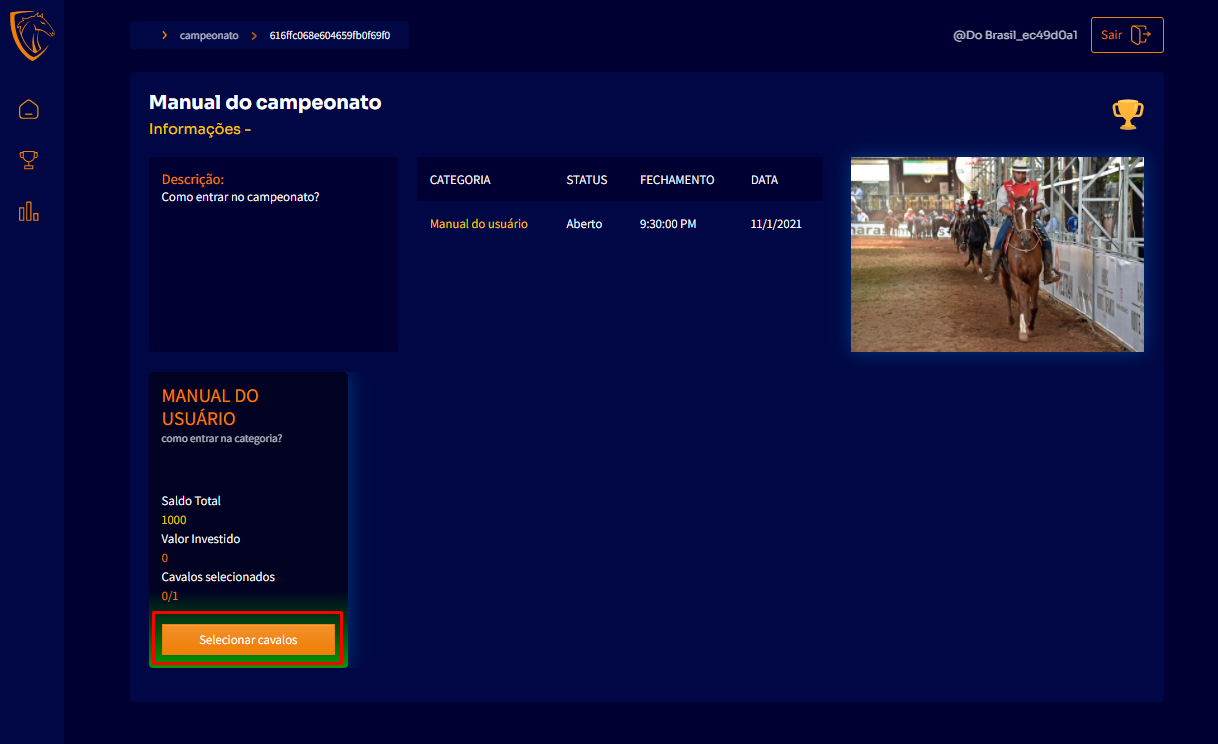 campeonato
616ffc068e604659fb0f69f0
@Do Brasil_ec49d0a1
Sair
Manual do campeonato
Informações -
Descrição:
Como entrar no campeonato?
CATEGORIA STATUS FECHAMENTO DATA
Manual do usuário Aberto 9:30:00 PM 11/1/2021
MANUAL DO
USUÁRIO
como entrar na categoria?
Saldo Total
1000
Valor Investido
0
Cavalos selecionados
0/1
Selecionar cavalos